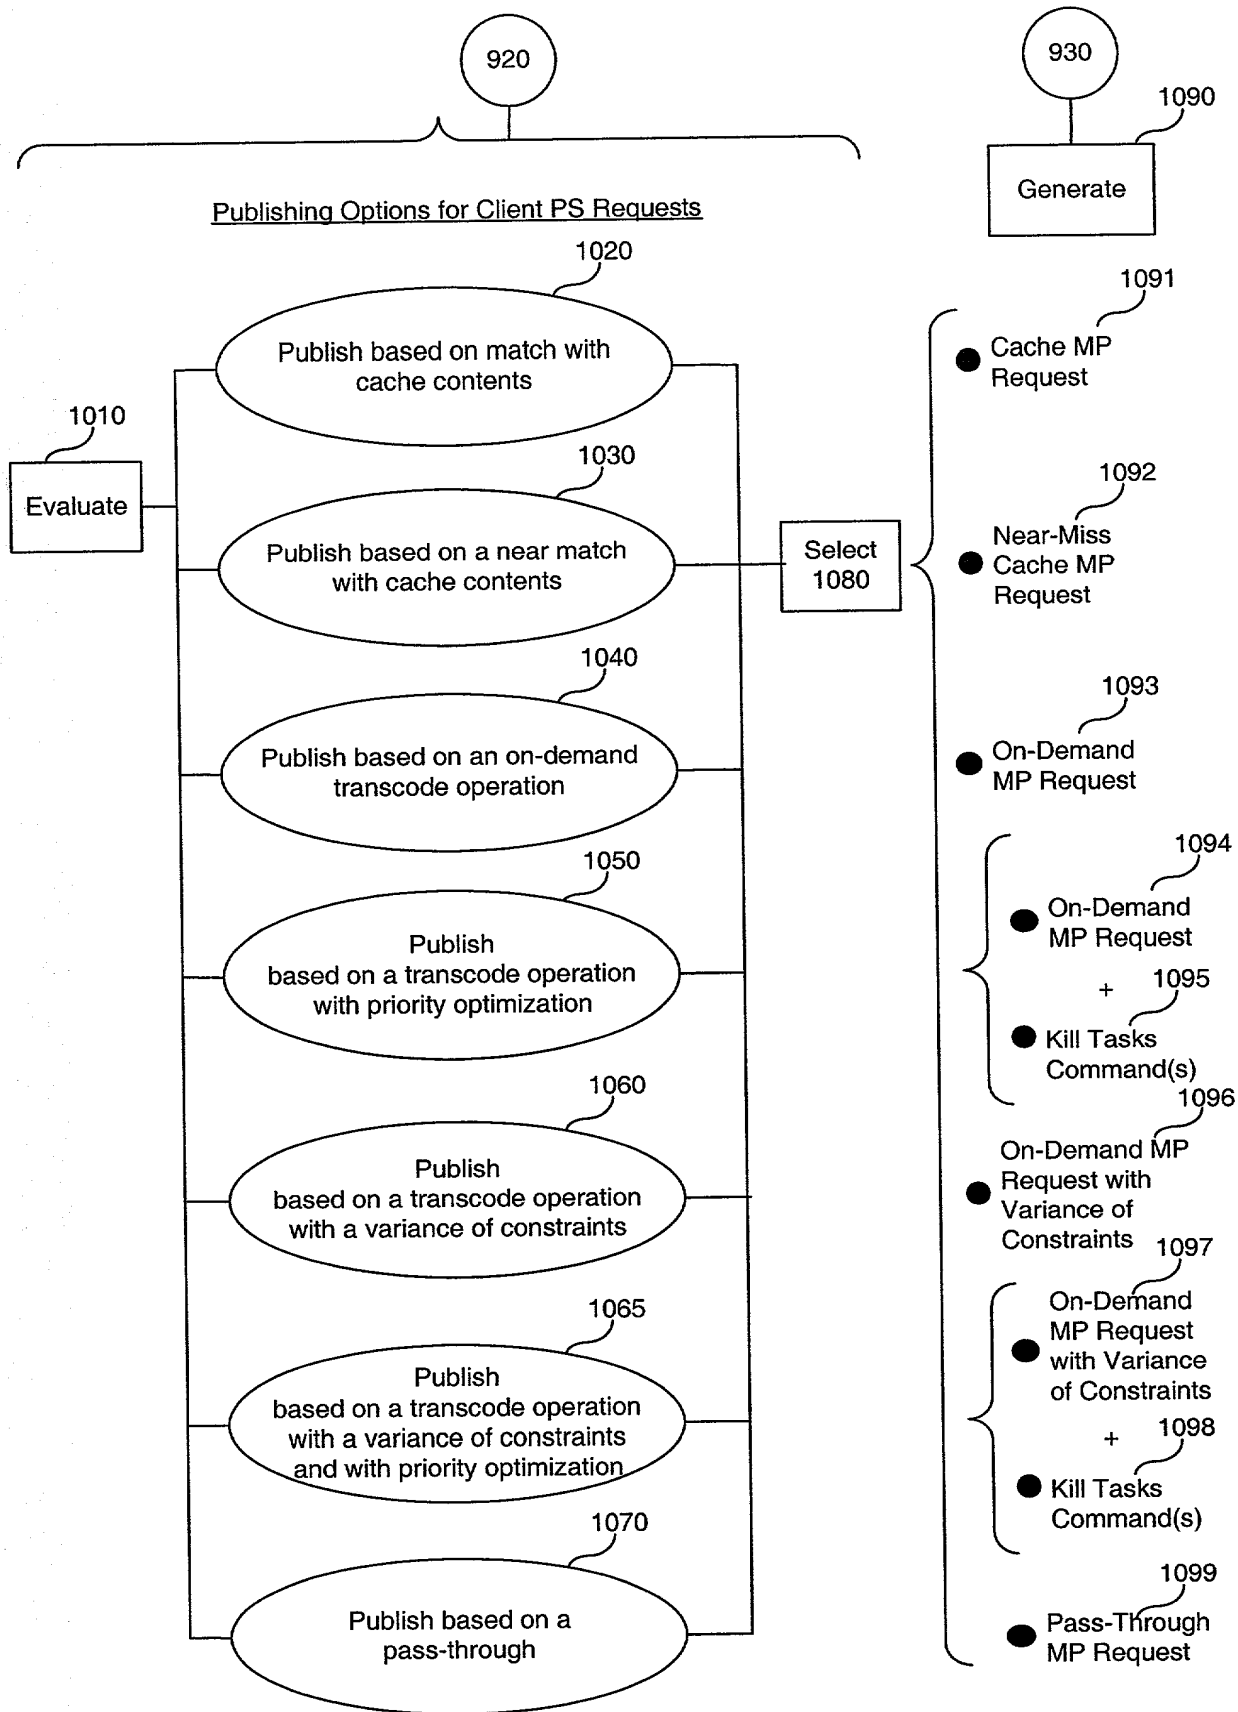 920
930
1090
Generate
Publishing Options for Client PS Requests
1020
Publish based on match with
cache contents
1010
Evaluate
1030
Publish based on a near match
with cache contents
1040
Publish based on an on-demand
transcode operation
1050
Publish
based on a transcode operation
with priority optimization
1060
Publish
based on a transcode operation
with a variance of constraints
1065
Publish
based on a transcode operation
with a variance of constraints
and with priority optimization
1070
Publish based on a
pass-through
Select
1080
1091
Cache MP
Request
1092
Near-Miss
Cache MP
Request
1093
On-Demand
MP Request
1094
On-Demand
MP Request
+
1095
Kill Tasks
Command(s)
1096
On-Demand MP
Request with
Variance of
Constraints
1097
On-Demand
MP Request
with Variance
of Constraints
+
1098
Kill Tasks
Command(s)
1099
Pass-Through
MP Request